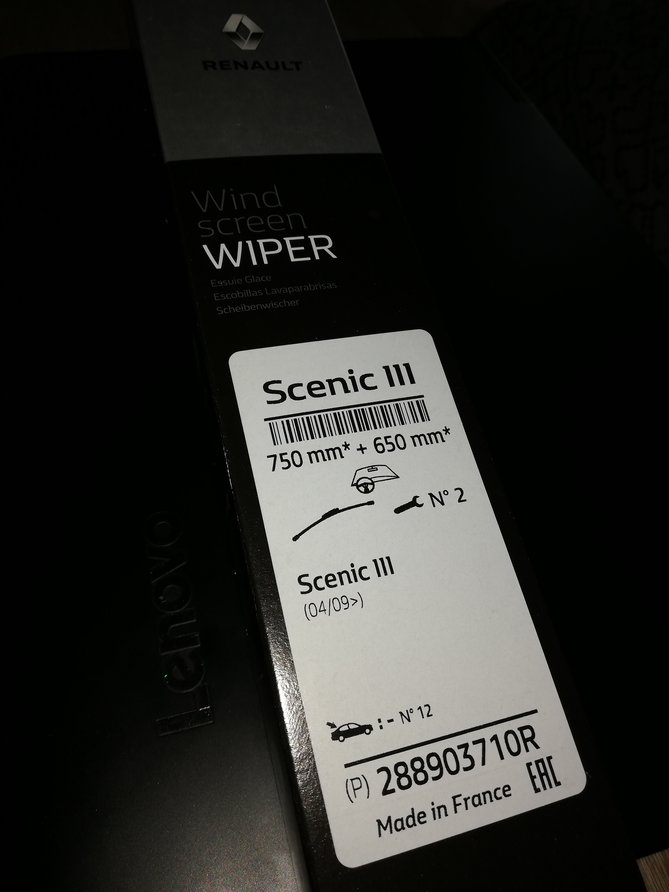 RENAULT
Wind
screen
WIPER
Essuie Glace
Escobillas Lavaparabrisas
Scheibenwischer
Scenic III
750 mm* + 650 mm*
N° 2
Scenic III
(04/09>)
: - N° 12
(P) 288903710R
Made in France
EAC
Lenovo